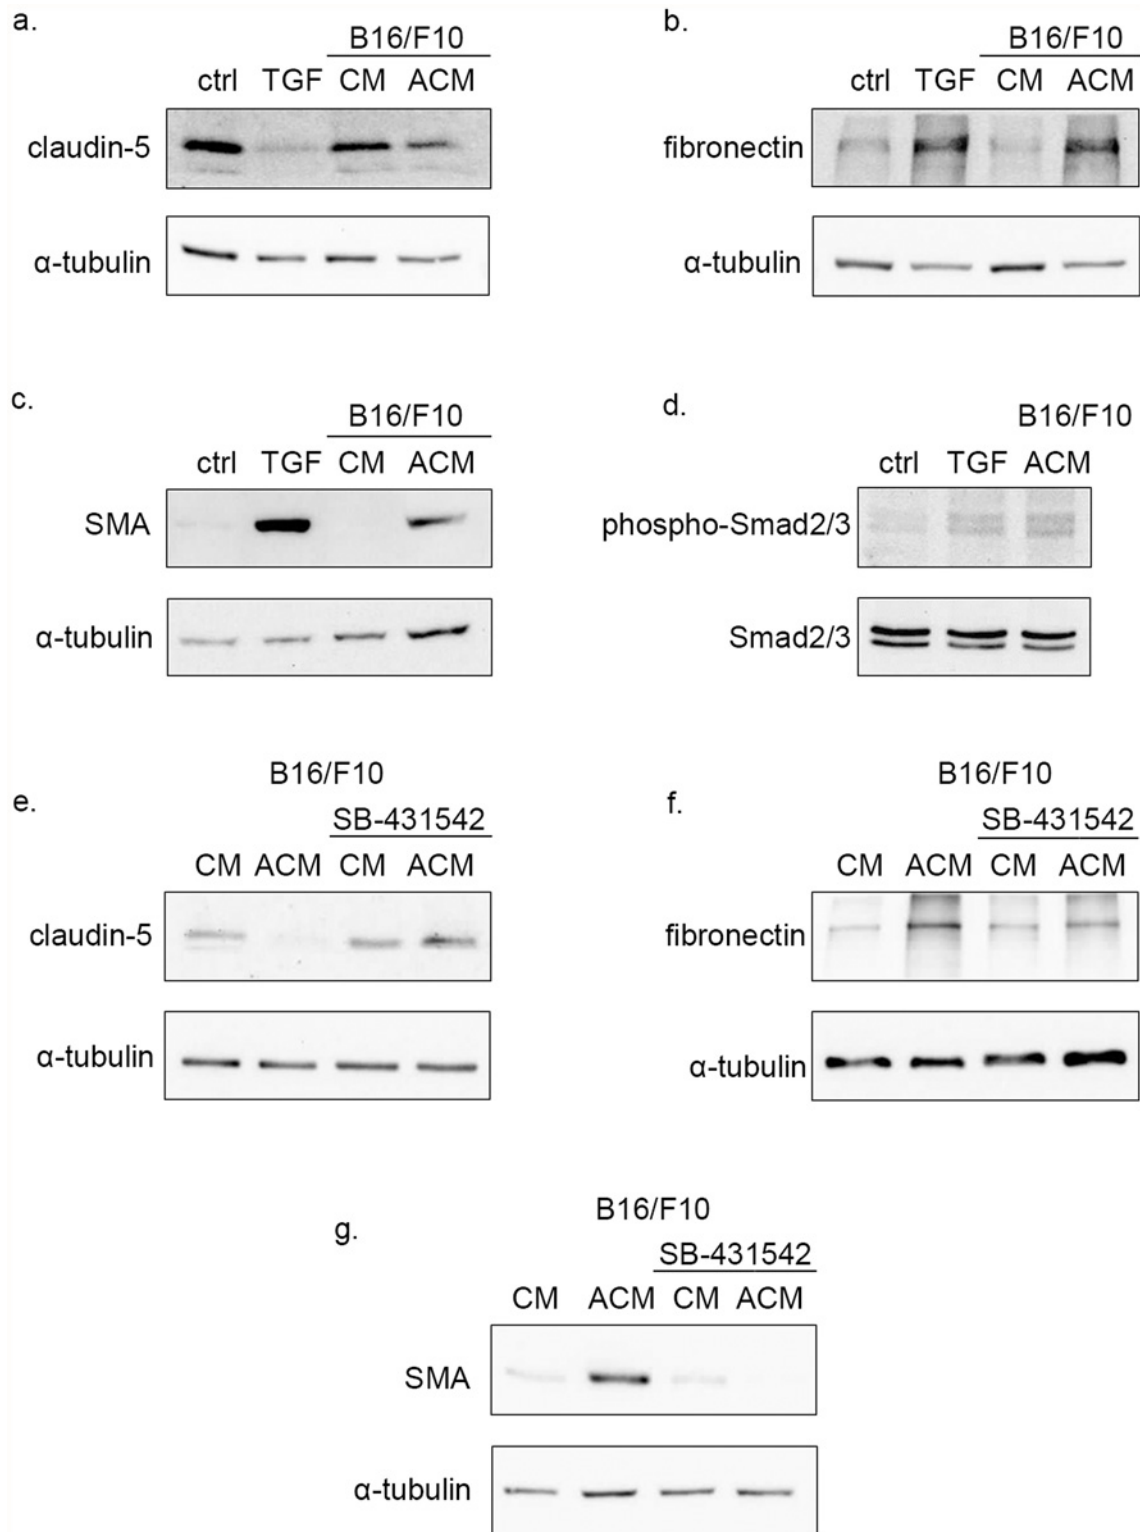 a.
B16/F10
ctrl TGF CM ACM
claudin-5
α-tubulin
b.
B16/F10
ctrl TGF CM ACM
fibronectin
α-tubulin
c.
B16/F10
ctrl TGF CM ACM
SMA
α-tubulin
d.
B16/F10
ctrl TGF ACM
phospho-Smad2/3
Smad2/3
e.
B16/F10
SB-431542
CM ACM CM ACM
claudin-5
α-tubulin
f.
B16/F10
SB-431542
CM ACM CM ACM
fibronectin
α-tubulin
g.
B16/F10
SB-431542
CM ACM CM ACM
SMA
α-tubulin